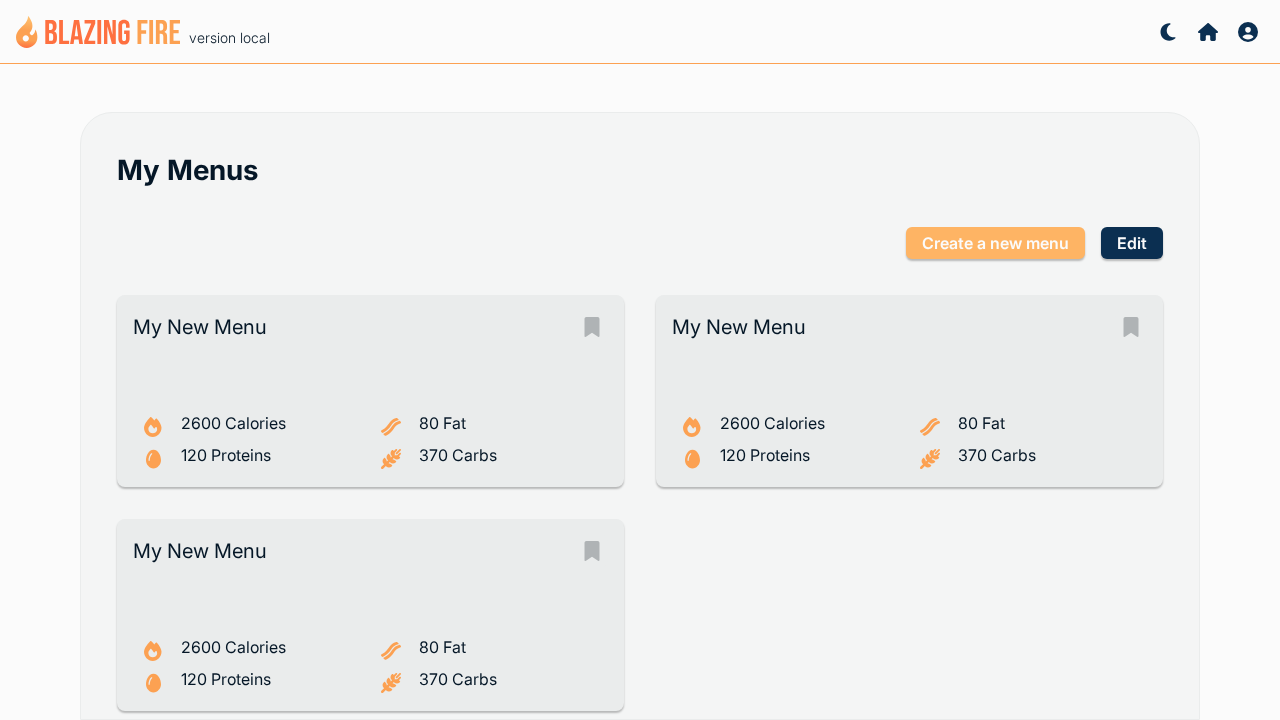 BLAZING FIRE version local
My Menus
Create a new menu Edit
My New Menu
2600 Calories 80 Fat
120 Proteins 370 Carbs
My New Menu
2600 Calories 80 Fat
120 Proteins 370 Carbs
My New Menu
2600 Calories 80 Fat
120 Proteins 370 Carbs